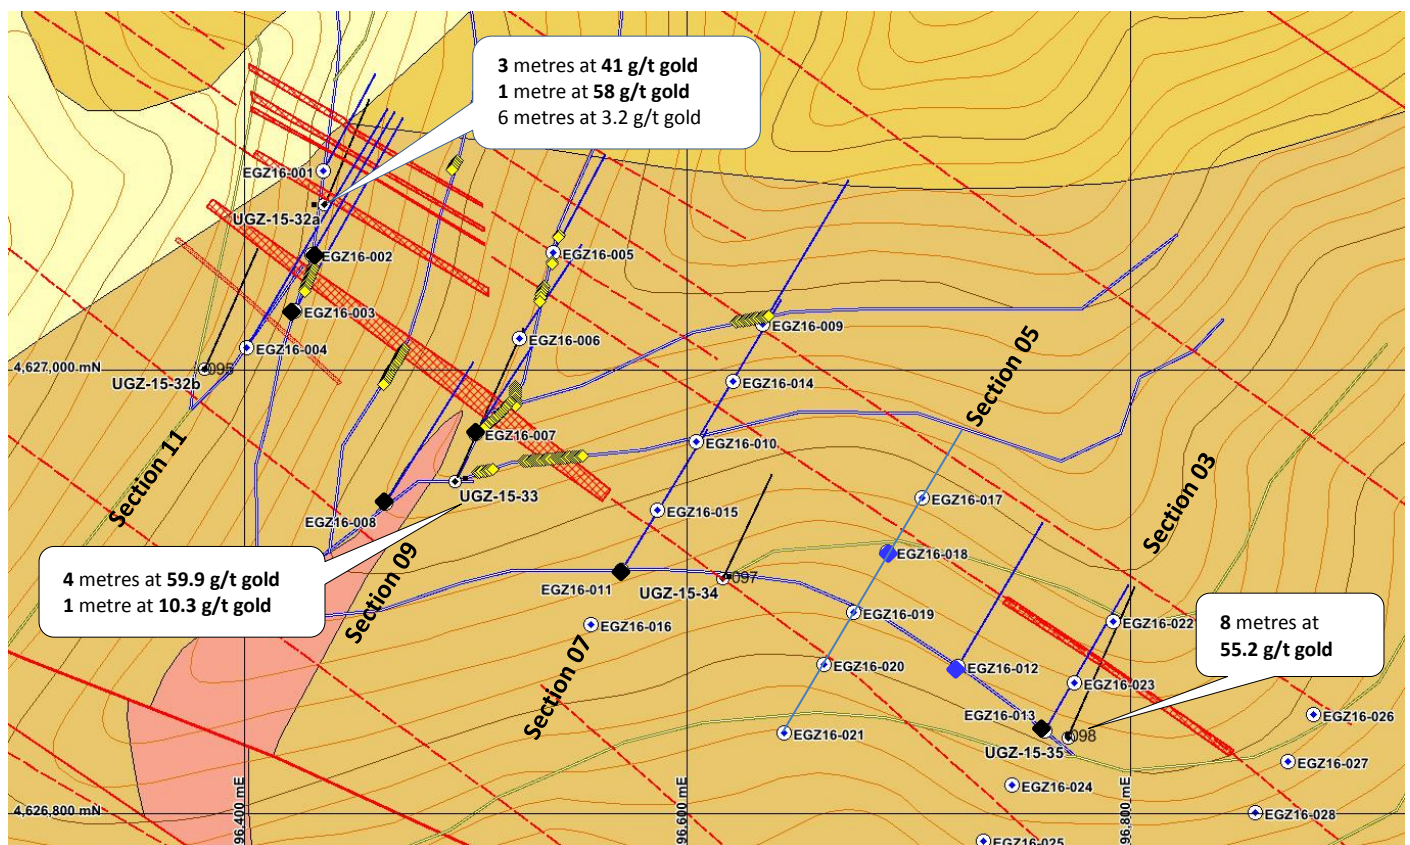 3 metres at 41 g/t gold
1 metre at 58 g/t gold
6 metres at 3.2 g/t gold
EGZ16-001
UGZ-15-32a
EGZ16-002
EGZ16-005
EGZ16-003
EGZ16-009
EGZ16-006
EGZ16-004
4,627,000 mN
095
UGZ-15-32b
EGZ16-014
Section 05
EGZ16-007
EGZ16-010
Section 11
Section 03
UGZ-15-33
EGZ16-017
EGZ16-008
EGZ16-015
EGZ16-018
4 metres at 59.9 g/t gold
1 metre at 10.3 g/t gold
Section 09
097
EGZ16-011
UGZ-15-34
EGZ16-019
EGZ16-016
EGZ16-022
8 metres at
55.2 g/t gold
Section 07
EGZ16-020
EGZ16-012
EGZ16-023
EGZ16-013
EGZ16-026
EGZ16-021
098
UGZ-15-35
EGZ16-027
EGZ16-024
4,626,800 mN
96,400 mE
96,600 mE
96,800 mE
EGZ16-028
EGZ16-025